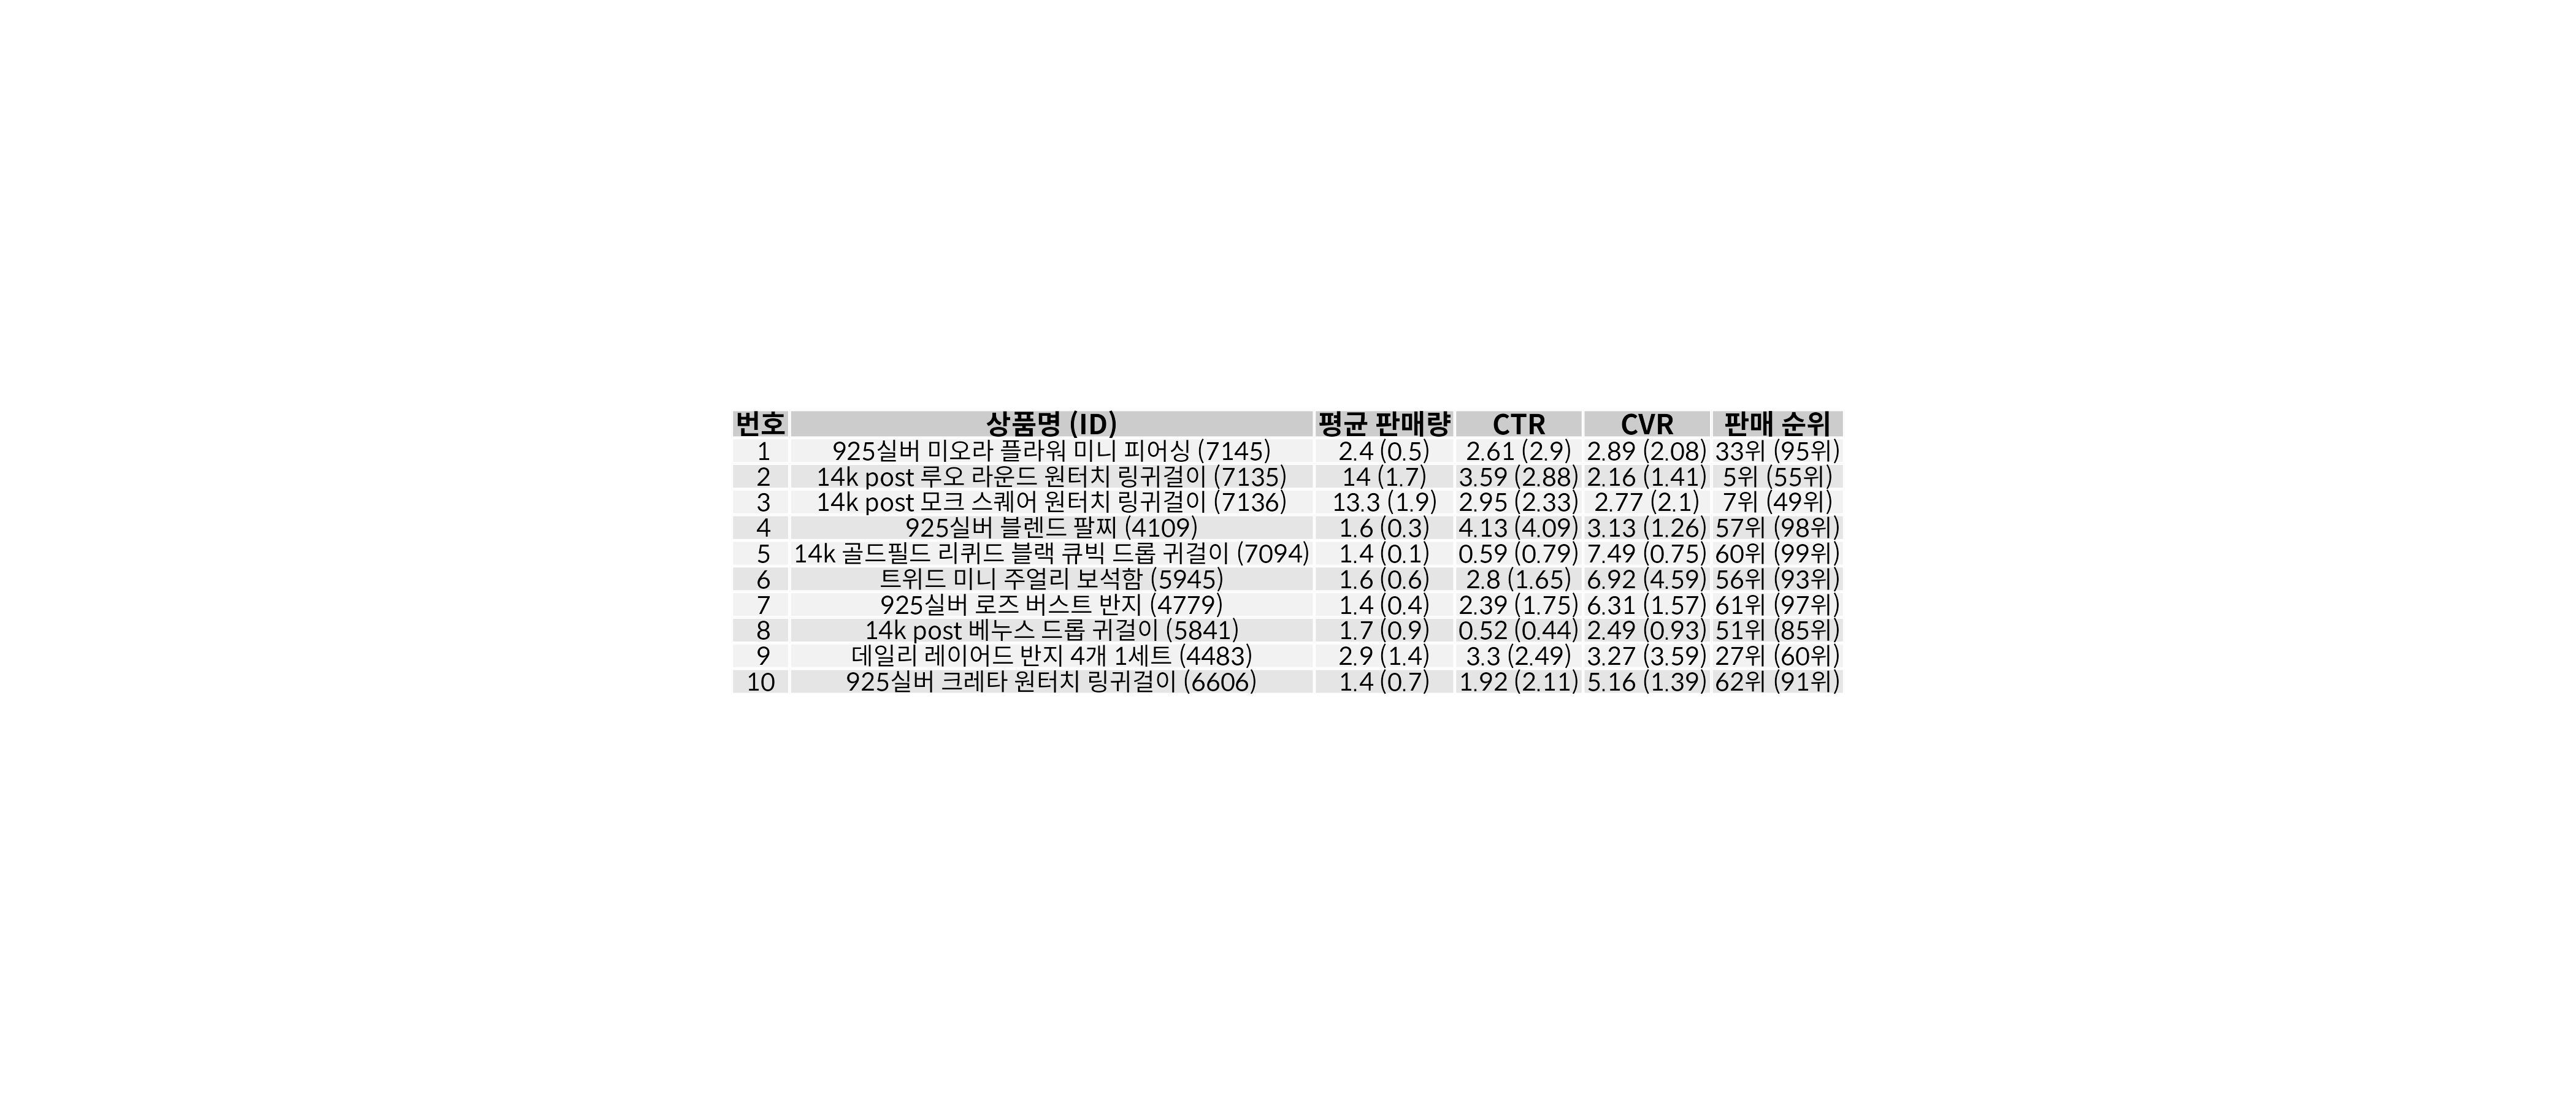 번호 상품명 (ID) 평균 판매량 CTR CVR 판매 순위
1 925실버 미오라 플라워 미니 피어싱 (7145) 2.4 (0.5) 2.61 (2.9) 2.89 (2.08) 33위 (95위)
2 14k post 루오 라운드 원터치 링귀걸이 (7135) 14 (1.7) 3.59 (2.88) 2.16 (1.41) 5위 (55위)
3 14k post 모크 스퀘어 원터치 링귀걸이 (7136) 13.3 (1.9) 2.95 (2.33) 2.77 (2.1) 7위 (49위)
4 925실버 블렌드 팔찌 (4109) 1.6 (0.3) 4.13 (4.09) 3.13 (1.26) 57위 (98위)
5 14k 골드필드 리퀴드 블랙 큐빅 드롭 귀걸이 (7094) 1.4 (0.1) 0.59 (0.79) 7.49 (0.75) 60위 (99위)
6 트위드 미니 주얼리 보석함 (5945) 1.6 (0.6) 2.8 (1.65) 6.92 (4.59) 56위 (93위)
7 925실버 로즈 버스트 반지 (4779) 1.4 (0.4) 2.39 (1.75) 6.31 (1.57) 61위 (97위)
8 14k post 베누스 드롭 귀걸이 (5841) 1.7 (0.9) 0.52 (0.44) 2.49 (0.93) 51위 (85위)
9 데일리 레이어드 반지 4개 1세트 (4483) 2.9 (1.4) 3.3 (2.49) 3.27 (3.59) 27위 (60위)
10 925실버 크레타 원터치 링귀걸이 (6606) 1.4 (0.7) 1.92 (2.11) 5.16 (1.39) 62위 (91위)